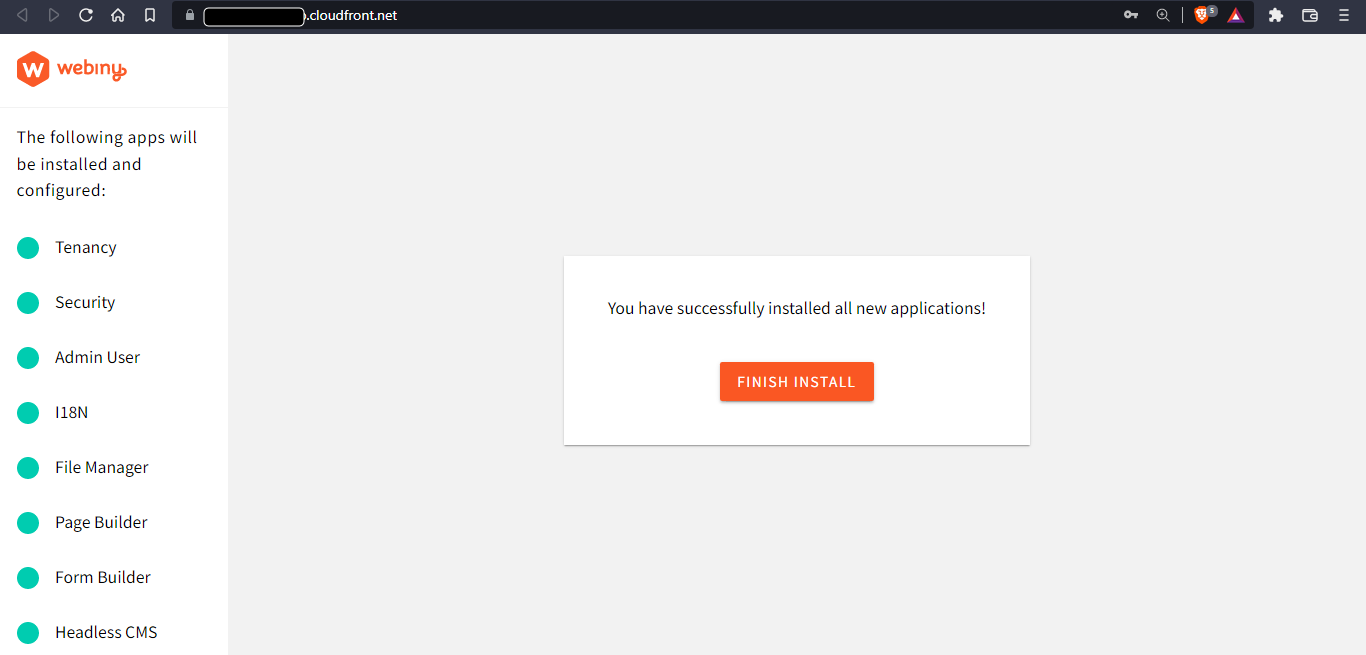 .cloudfront.net
5
W webiny
The following apps will
be installed and
configured:
Tenancy
Security
Admin User
I18N
File Manager
Page Builder
Form Builder
Headless CMS
You have successfully installed all new applications!
FINISH INSTALL